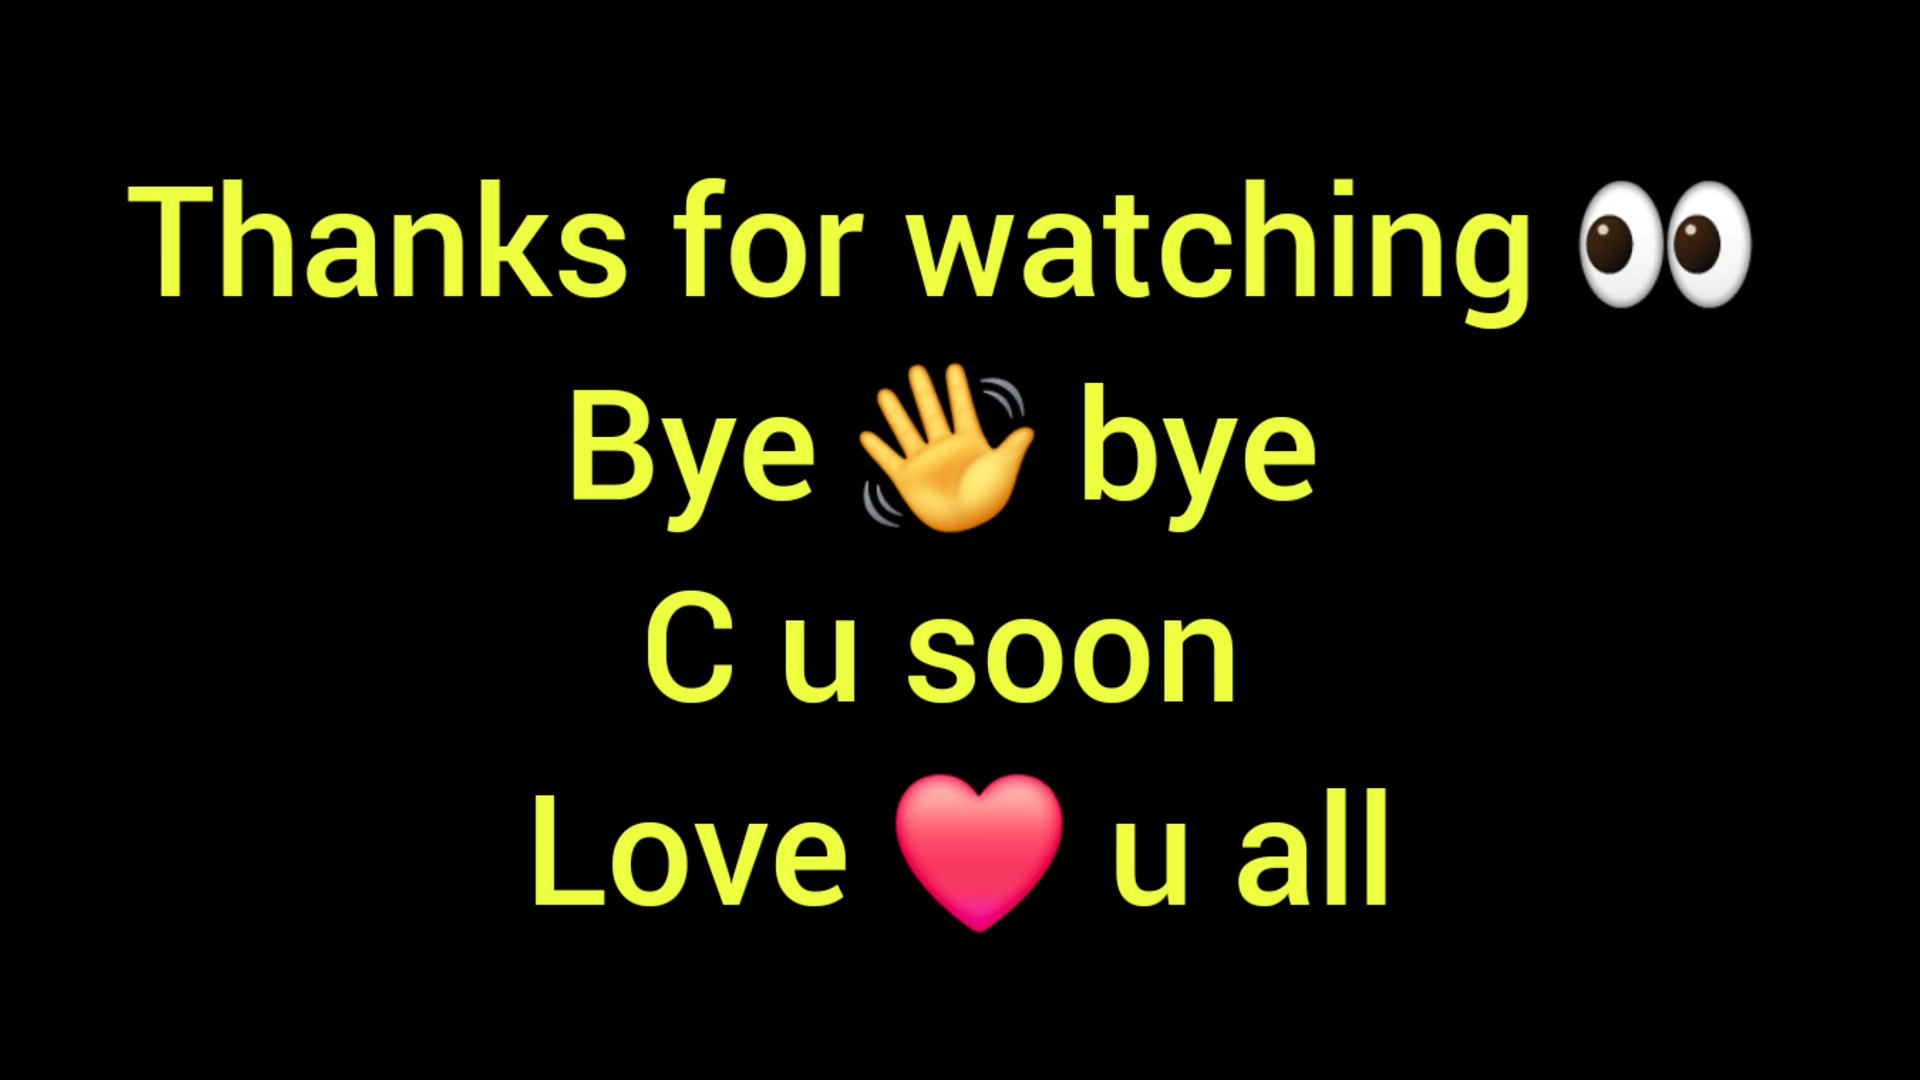 Thanks for watching 👀
Bye 👋 bye
C u soon
Love ❤️ u all